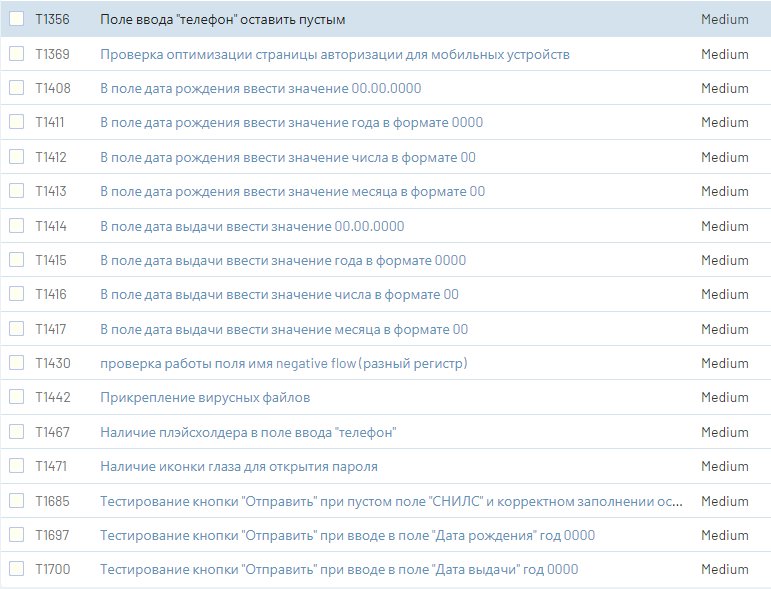 T1356 Поле ввода "телефон" оставить пустым Medium
T1369 Проверка оптимизации страницы авторизации для мобильных устройств Medium
T1408 В поле дата рождения ввести значение 00.00.0000 Medium
T1411 В поле дата рождения ввести значение года в формате 0000 Medium
T1412 В поле дата рождения ввести значение числа в формате 00 Medium
T1413 В поле дата рождения ввести значение месяца в формате 00 Medium
T1414 В поле дата выдачи ввести значение 00.00.0000 Medium
T1415 В поле дата выдачи ввести значение года в формате 0000 Medium
T1416 В поле дата выдачи ввести значение числа в формате 00 Medium
T1417 В поле дата выдачи ввести значение месяца в формате 00 Medium
T1430 проверка работы поля имя negative flow (разный регистр) Medium
T1442 Прикрепление вирусных файлов Medium
T1467 Наличие плэйсхолдера в поле ввода "телефон" Medium
T1471 Наличие иконки глаза для открытия пароля Medium
T1685 Тестирование кнопки "Отправить" при пустом поле "СНИЛС" и корректном заполнении ос... Medium
T1697 Тестирование кнопки "Отправить" при вводе в поле "Дата рождения" год 0000 Medium
T1700 Тестирование кнопки "Отправить" при вводе в поле "Дата выдачи" год 0000 Medium